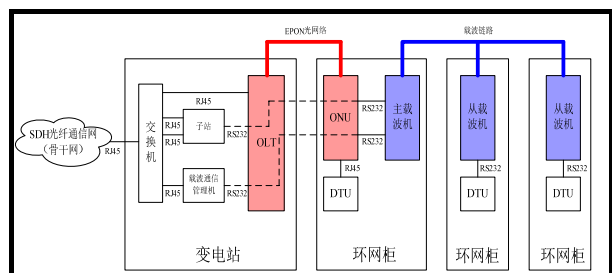 EPON光网络
载波链路
SDH光纤通信网
(骨干网)
RJ45
交换机
RJ45
RJ45
RJ45
RJ45
子站
RS232
载波通信
管理机
RS232
OLT
变电站
ONU
RJ45
DTU
RS232
RS232
主载波机
环网柜
从载波机
RS232
DTU
环网柜
从载波机
RS232
DTU
环网柜